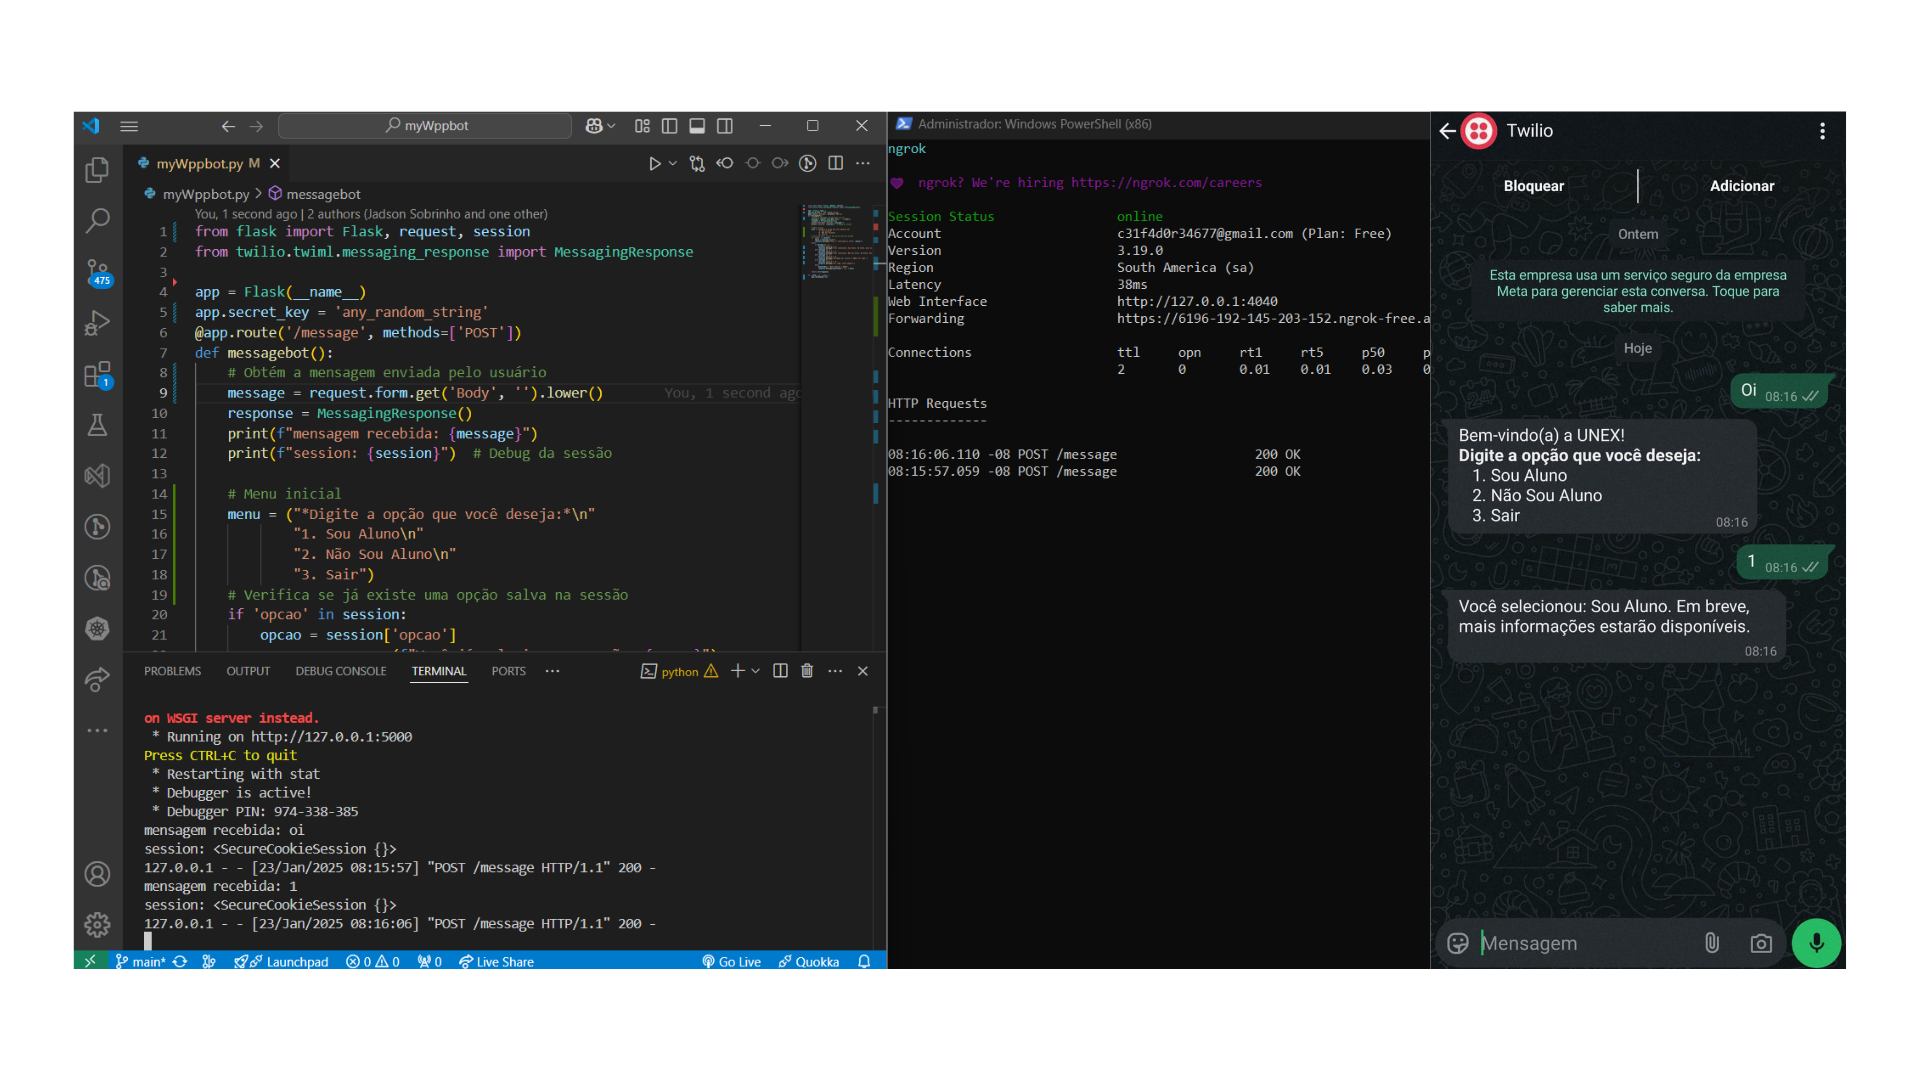 myWppbot
myWppbot.py M
myWppbot.py > messagebot
You, 1 second ago | 2 authors (Jadson Sobrinho and one other)
1 from flask import Flask, request, session
2 from twilio.twiml.messaging_response import MessagingResponse
3
4 app = Flask(__name__)
5 app.secret_key = 'any_random_string'
6 @app.route('/message', methods=['POST'])
7 def messagebot():
8 # Obtém a mensagem enviada pelo usuário
9 message = request.form.get('Body', '').lower() You, 1 second ago
10 response = MessagingResponse()
11 print(f"mensagem recebida: {message}")
12 print(f"session: {session}") # Debug da sessão
13
14 # Menu inicial
15 menu = ("*Digite a opção que você deseja:*\n"
16 "1. Sou Aluno\n"
17 "2. Não Sou Aluno\n"
18 "3. Sair")
19 # Verifica se já existe uma opção salva na sessão
20 if 'opcao' in session:
21 opcao = session['opcao']
475
1
PROBLEMS OUTPUT DEBUG CONSOLE TERMINAL PORTS python
on WSGI server instead.
* Running on http://127.0.0.1:5000
Press CTRL+C to quit
* Restarting with stat
* Debugger is active!
* Debugger PIN: 974-338-385
mensagem recebida: oi
session: <SecureCookieSession {}>
127.0.0.1 - - [23/Jan/2025 08:15:57] "POST /message HTTP/1.1" 200 -
mensagem recebida: 1
session: <SecureCookieSession {}>
127.0.0.1 - - [23/Jan/2025 08:16:06] "POST /message HTTP/1.1" 200 -
main* Launchpad 0 0 0 Live Share Go Live Quokka
Administrador: Windows PowerShell (x86)
ngrok
ngrok? We're hiring https://ngrok.com/careers
Session Status online
Account c31f4d0r34677@gmail.com (Plan: Free)
Version 3.19.0
Region South America (sa)
Latency 38ms
Web Interface http://127.0.0.1:4040
Forwarding https://6196-192-145-203-152.ngrok-free.a
Connections ttl opn rt1 rt5 p50 p
2 0 0.01 0.01 0.03 0
HTTP Requests
-------------
08:16:06.110 -08 POST /message 200 OK
08:15:57.059 -08 POST /message 200 OK
Twilio
Bloquear Adicionar
Ontem
Esta empresa usa um serviço seguro da empresa
Meta para gerenciar esta conversa. Toque para
saber mais.
Hoje
Oi 08:16
Bem-vindo(a) a UNEX!
Digite a opção que você deseja:
1. Sou Aluno
2. Não Sou Aluno
3. Sair
08:16
1 08:16
Você selecionou: Sou Aluno. Em breve,
mais informações estarão disponíveis.
08:16
Mensagem